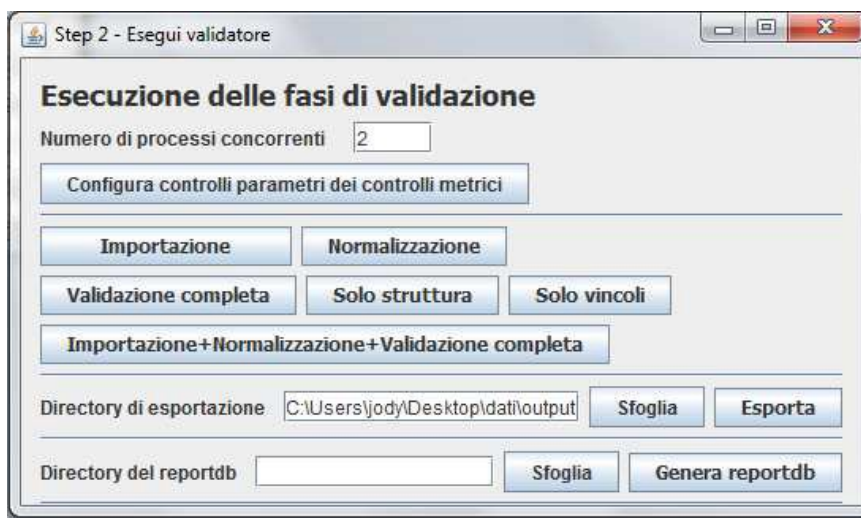 Step 2 - Esegui validatore
Esecuzione delle fasi di validazione
Numero di processi concorrenti 2
Configura controlli parametri dei controlli metrici
Importazione Normalizzazione
Validazione completa Solo struttura Solo vincoli
Importazione+Normalizzazione+Validazione completa
Directory di esportazione C:\Users\jody\Desktop\dati\output Sfoglia Esporta
Directory del reportdb Sfoglia Genera reportdb